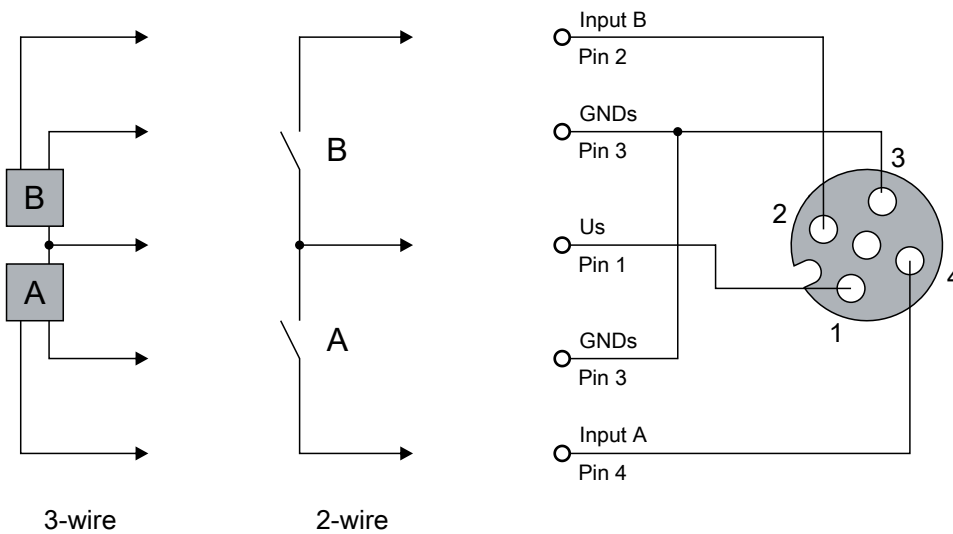 Input B
Pin 2
GNDs
Pin 3
3
B
B
2
Us
Pin 1
4
A
A
1
GNDs
Pin 3
Input A
Pin 4
3-wire
2-wire